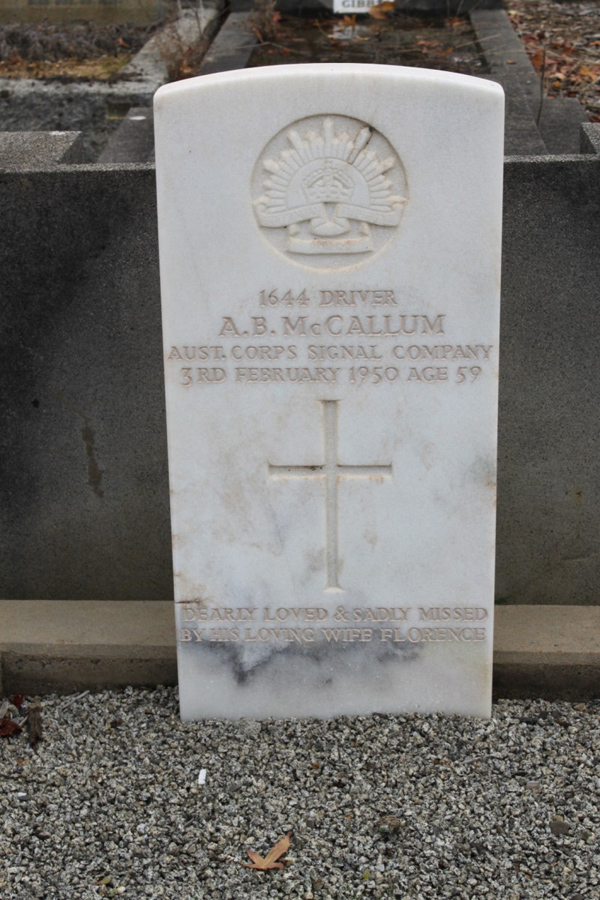 GIBB
1644 DRIVER
A.B. McCALLUM
AUST. CORPS SIGNAL COMPANY
3RD FEBRUARY 1950 AGE 59
DEARLY LOVED & SADLY MISSED
BY HIS LOVING WIFE FLORENCE